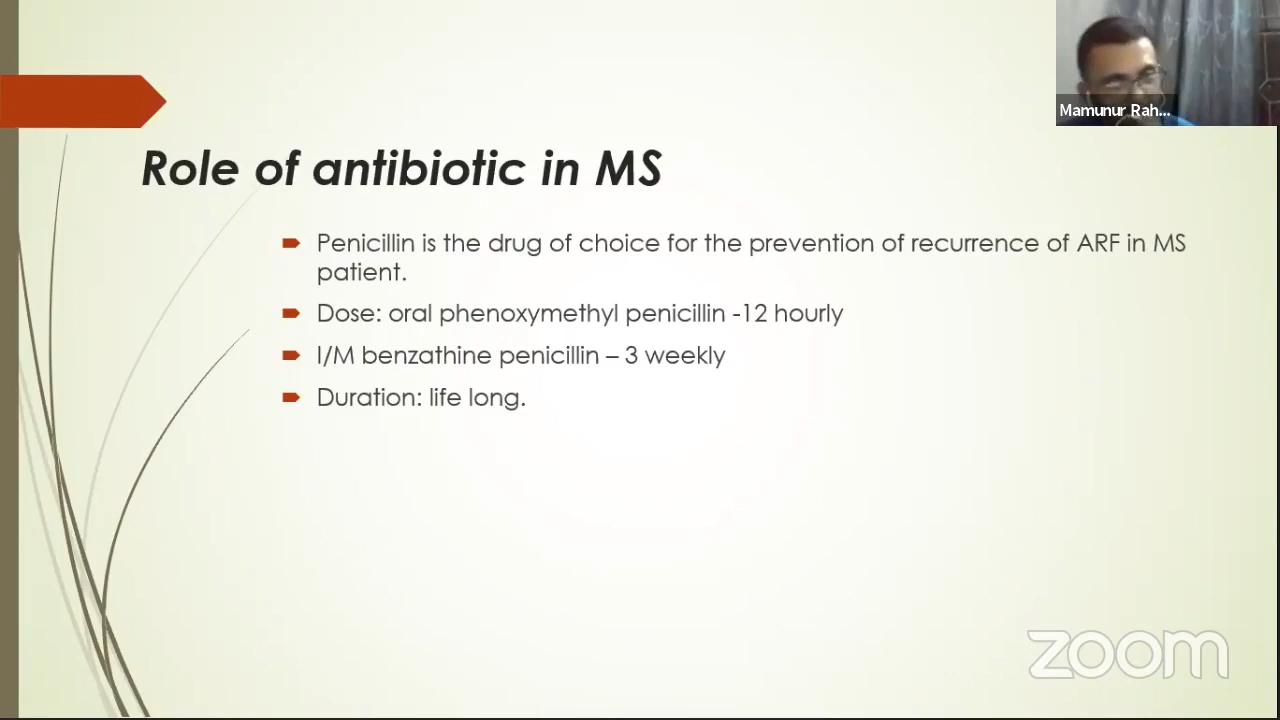 Mamunur Rah...
Role of antibiotic in MS
Penicillin is the drug of choice for the prevention of recurrence of ARF in MS
patient.
Dose: oral phenoxymethyl penicillin -12 hourly
I/M benzathine penicillin – 3 weekly
Duration: life long.
zoom